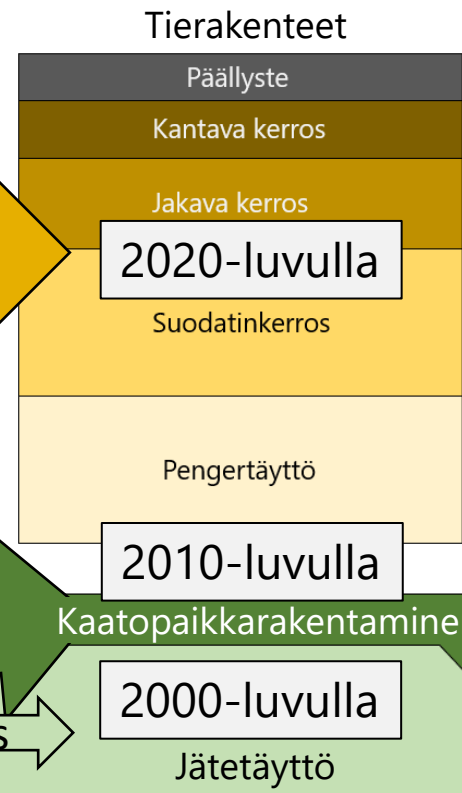 Tierakenteet
Päällyste
Kantava kerros
Jakava kerros
2020-luvulla
Suodatinkerros
Pengertäyttö
2010-luvulla
Kaatopaikkarakentamine
2000-luvulla
s
Jätetäyttö